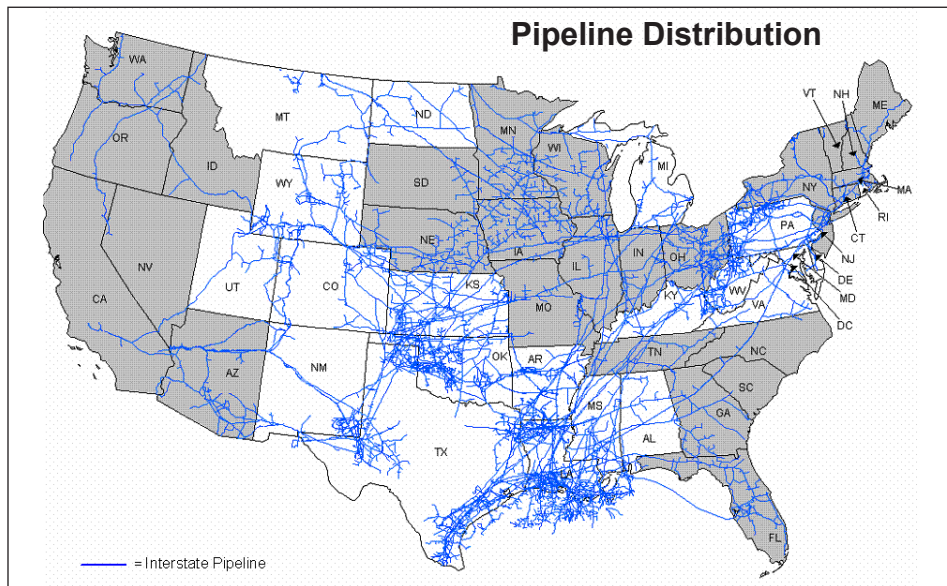 Pipeline Distribution
WA
MT
ND
MN
VT
NH
ME
OR
ID
WI
MI
SD
WY
NY
MA
RI
NE
IA
PA
CT
NV
NJ
IL
IN
OH
DE
UT
CO
KS
MO
WV
VA
MD
CA
KY
DC
OK
AR
TN
NC
AZ
NM
SC
MS
GA
TX
AL
LA
FL
= Interstate Pipeline